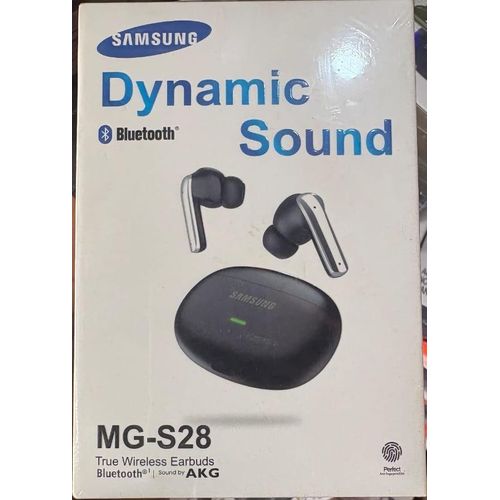 SAMSUNG
Dynamic
Bluetooth®
Sound
SAMSUNG
MG-S28
True Wireless Earbuds
Bluetooth® | Sound by AKG
Perfect